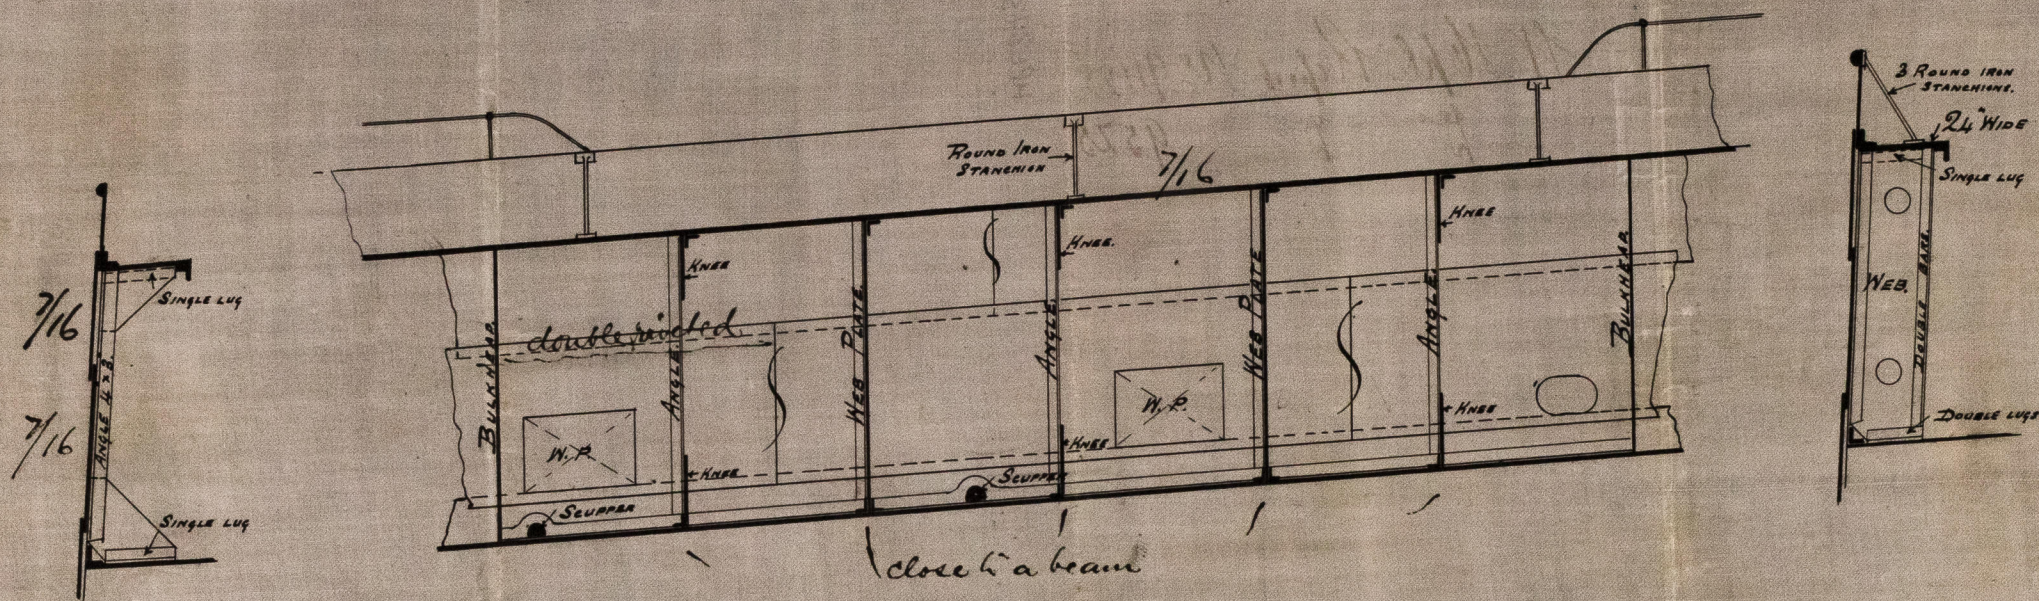 7/16
7/16
SINGLE LUG
ANGLE 4 x 3
SINGLE LUG
ROUND IRON
STANCHION
7/16
BULKHEAD
double riveted
KNEE
ANGLE
KNEE
WEB PLATE
KNEE.
ANGLE
KNEE
WEB PLATE
KNEE
ANGLE.
KNEE
BULKHEAD
W. P.
W. P.
SCUPPER
SCUPPER
close to a beam
3 ROUND IRON
STANCHIONS.
24" WIDE
SINGLE LUG
WEB.
DOUBLE BARS.
DOUBLE LUGS